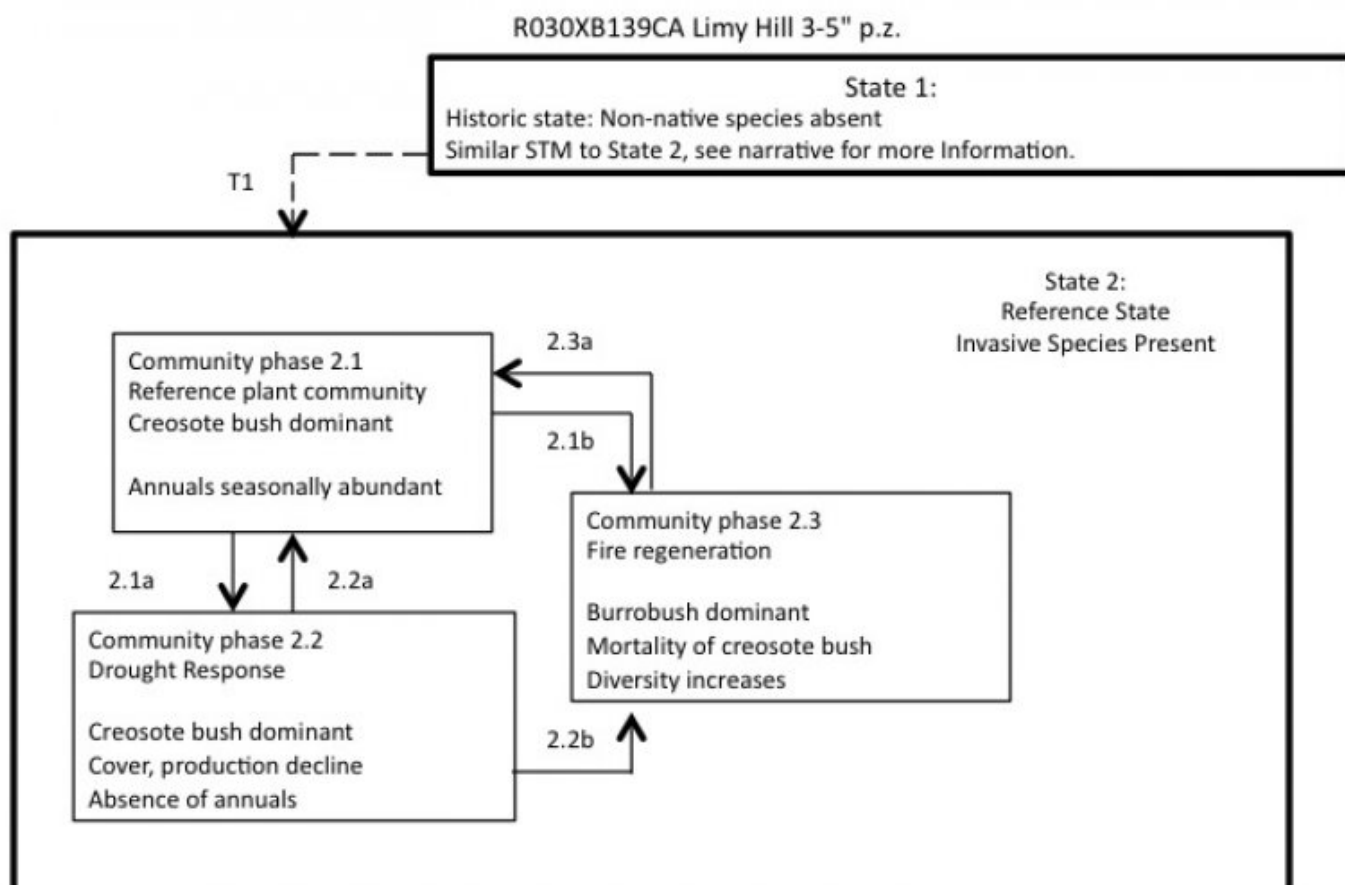 R030XB139CA Limy Hill 3-5" p.z.
State 1:
Historic state: Non-native species absent
Similar STM to State 2, see narrative for more Information.
T1
State 2:
Reference State
Invasive Species Present
Community phase 2.1
Reference plant community
Creosote bush dominant
Annuals seasonally abundant
2.3a
2.1b
2.1a
2.2a
Community phase 2.3
Fire regeneration
Burrobush dominant
Mortality of creosote bush
Diversity increases
Community phase 2.2
Drought Response
Creosote bush dominant
Cover, production decline
Absence of annuals
2.2b